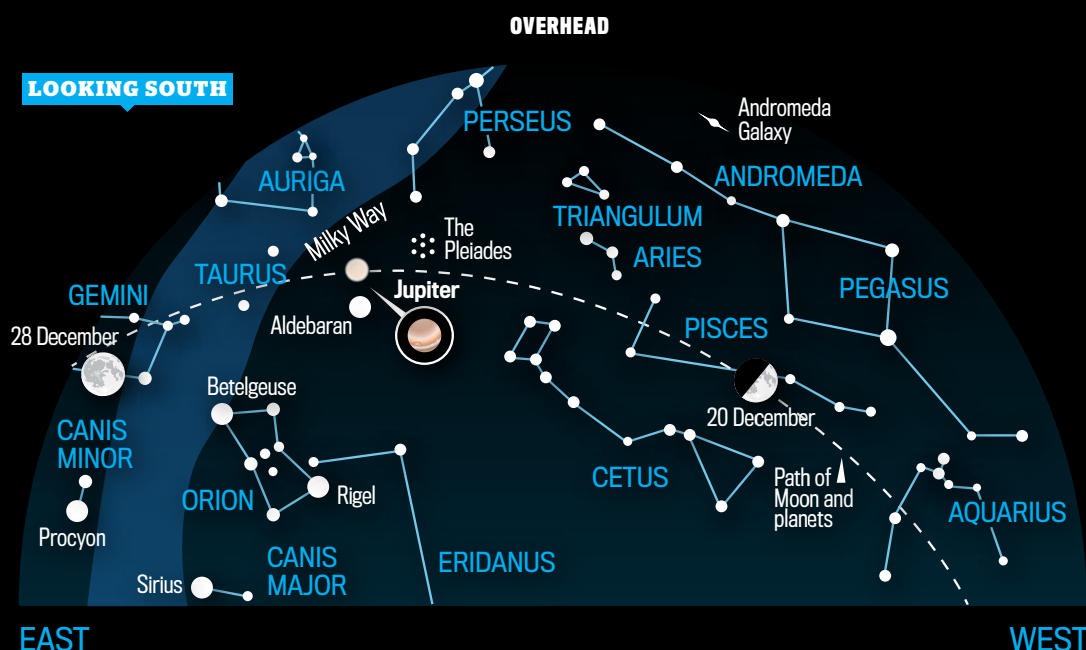 OVERHEAD
LOOKING SOUTH
Andromeda
Galaxy
PERSEUS
AURIGA
ANDROMEDA
TRIANGULUM
Milky Way
The
Pleiades
ARIES
TAURUS
GEMINI
Jupiter
PEGASUS
Aldebaran
PISCES
28 December
Betelgeuse
20 December
CANIS
MINOR
CETUS
Path of
Moon and
planets
ORION
Rigel
AQUARIUS
Procyon
CANIS
MAJOR
ERIDANUS
Sirius
EAST
WEST